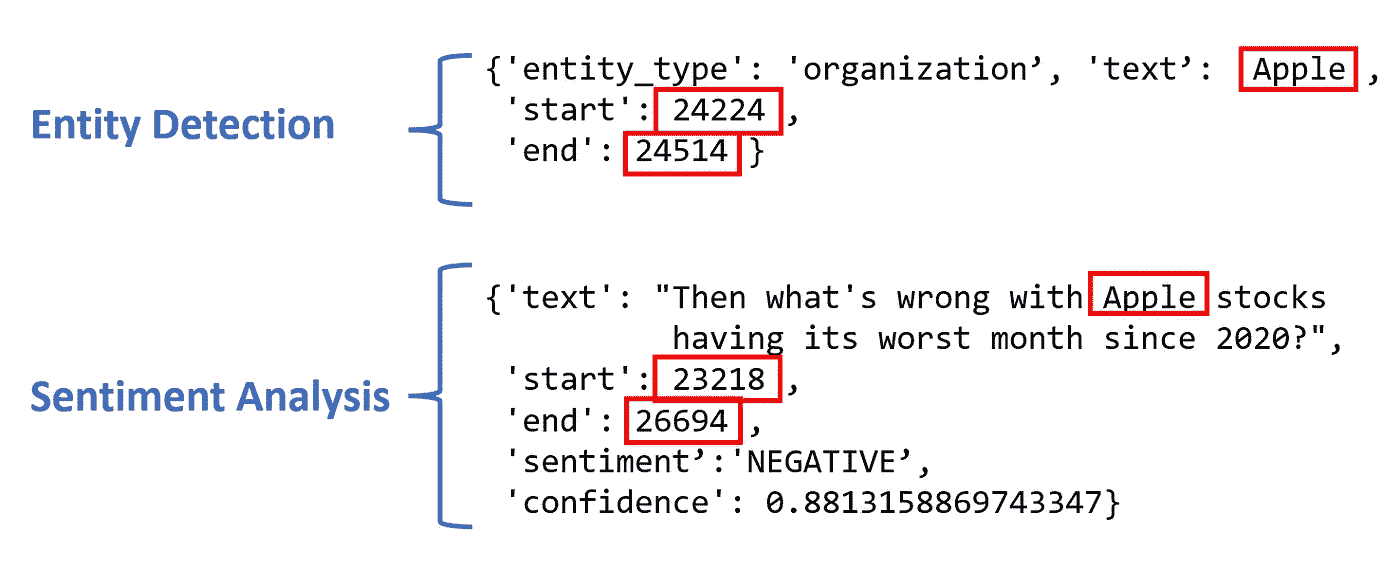 Entity Detection
{'entity_type': 'organization’, 'text’: Apple ,
'start': 24224 ,
'end': 24514 }
Sentiment Analysis
{'text': "Then what's wrong with Apple stocks
having its worst month since 2020?",
'start': 23218 ,
'end': 26694 ,
'sentiment’:'NEGATIVE’,
'confidence': 0.8813158869743347}